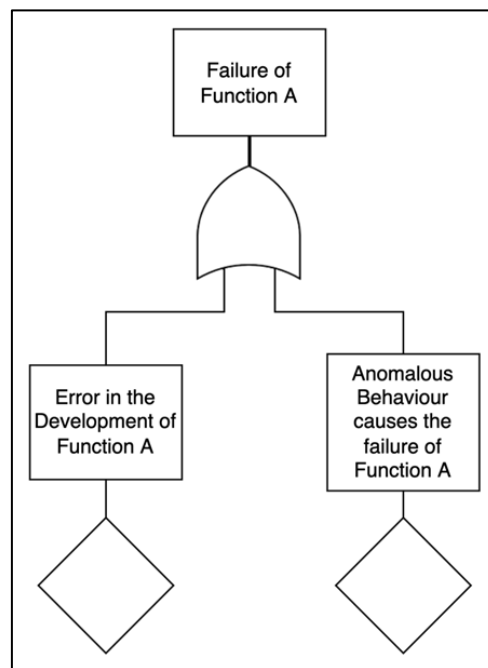 Failure of
Function A
Error in the
Development of
Function A
Anomalous
Behaviour
causes the
failure of
Function A